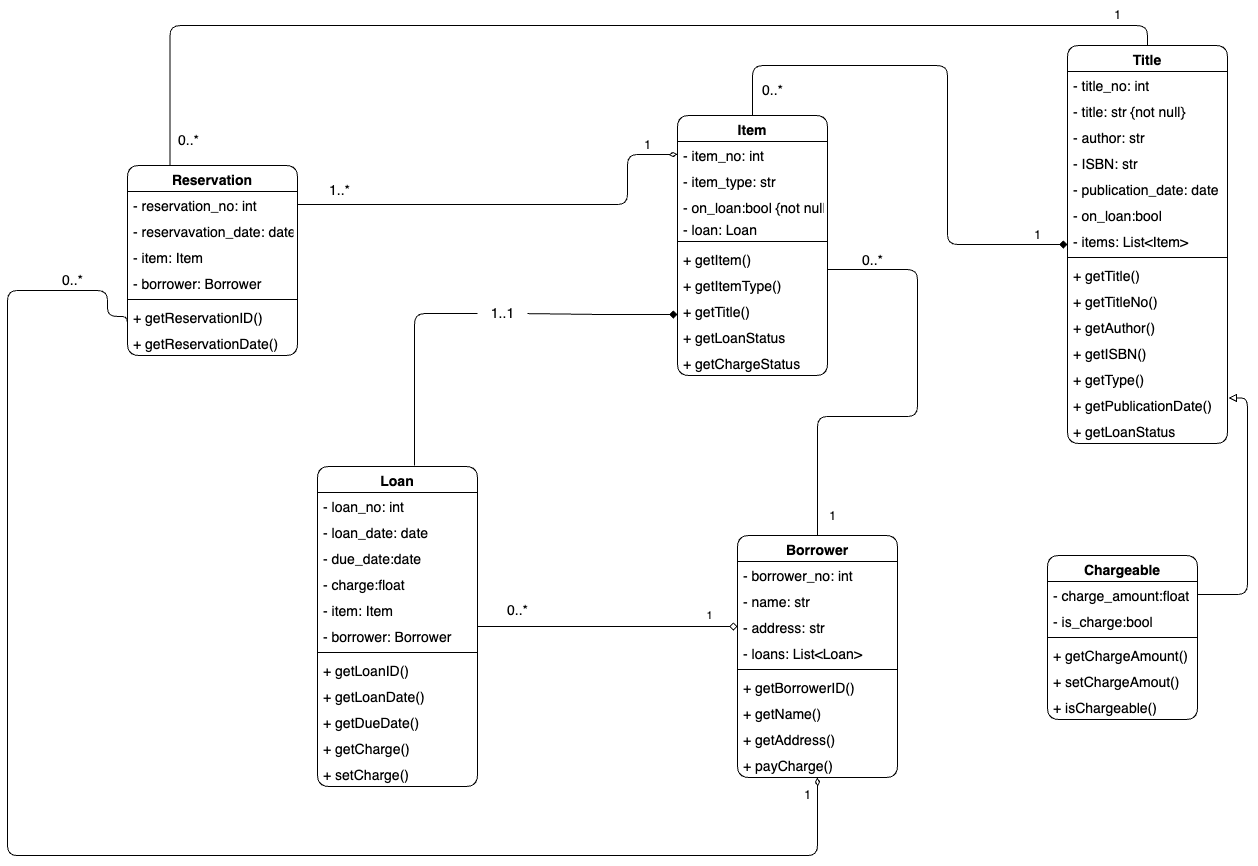 1
Title
- title_no: int
- title: str {not null}
- author: str
- ISBN: str
- publication_date: date
- on_loan:bool
- items: List<Item>
+ getTitle()
+ getTitleNo()
+ getAuthor()
+ getISBN()
+ getType()
+ getPublicationDate()
+ getLoanStatus
0..*
1
Item
- item_no: int
- item_type: str
- on_loan:bool {not null
- loan: Loan
+ getItem()
+ getItemType()
+ getTitle()
+ getLoanStatus
+ getChargeStatus
0..*
1
1..*
0..*
Reservation
- reservation_no: int
- reservavation_date: date
- item: Item
- borrower: Borrower
+ getReservationID()
+ getReservationDate()
0..*
1..1
Loan
- loan_no: int
- loan_date: date
- due_date:date
- charge:float
- item: Item
- borrower: Borrower
+ getLoanID()
+ getLoanDate()
+ getDueDate()
+ getCharge()
+ setCharge()
0..*
1
1
Borrower
- borrower_no: int
- name: str
- address: str
- loans: List<Loan>
+ getBorrowerID()
+ getName()
+ getAddress()
+ payCharge()
1
Chargeable
- charge_amount:float
- is_charge:bool
+ getChargeAmount()
+ setChargeAmout()
+ isChargeable()